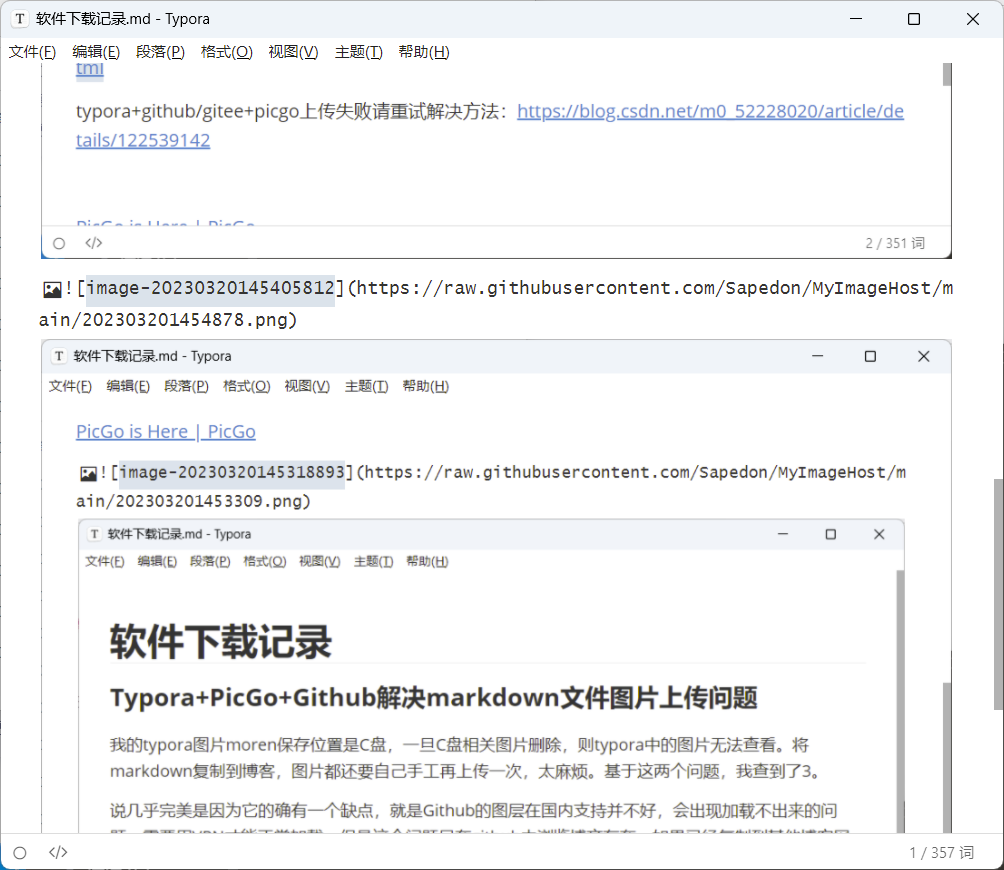 软件下载记录.md - Typora
文件(F) 编辑(E) 段落(P) 格式(O) 视图(V) 主题(T) 帮助(H)
tml
typora+github/gitee+picgo上传失败请重试解决方法：https://blog.csdn.net/m0_52228020/article/de
tails/122539142
PicGo is Here | PicGo
</> 2 / 351 词
![image-20230320145405812](https://raw.githubusercontent.com/Sapedon/MyImageHost/m
ain/202303201454878.png)
软件下载记录.md - Typora
文件(F) 编辑(E) 段落(P) 格式(O) 视图(V) 主题(T) 帮助(H)
PicGo is Here | PicGo
![image-20230320145318893](https://raw.githubusercontent.com/Sapedon/MyImageHost/m
ain/202303201453309.png)
软件下载记录.md - Typora
文件(F) 编辑(E) 段落(P) 格式(O) 视图(V) 主题(T) 帮助(H)
软件下载记录
Typora+PicGo+Github解决markdown文件图片上传问题
我的typora图片moren保存位置是C盘，一旦C盘相关图片删除，则typora中的图片无法查看。将
markdown复制到博客，图片都还要自己手工再上传一次，太麻烦。基于这两个问题，我查到了3。
说几乎完美是因为它的确有一个缺点，就是Github的图层在国内支持并不好，会出现加载不出来的问
</> 1 / 357 词